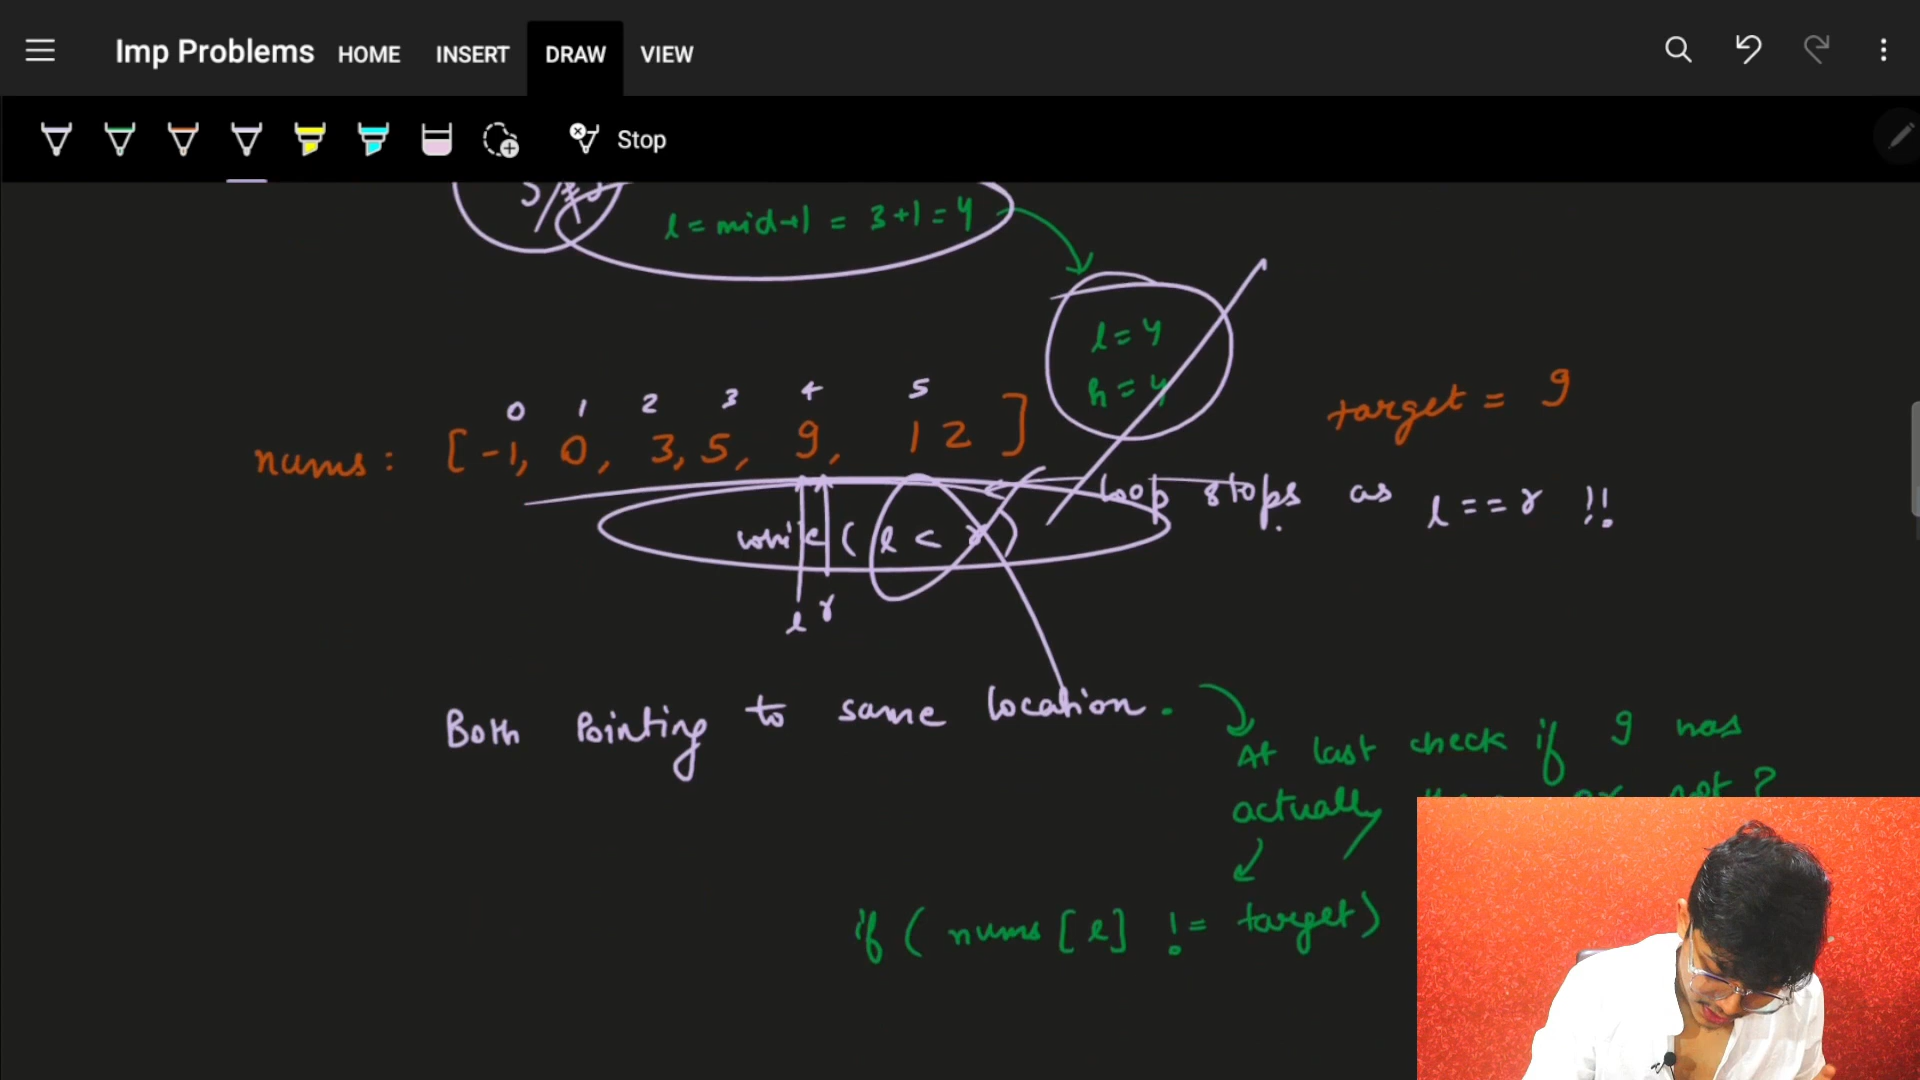 Imp Problems HOME INSERT DRAW VIEW
Stop
l = mid+1 = 3+1 = 4
l = 4
h = 4
0 1 2 3 4 5
nums : [ -1, 0, 3, 5, 9, 12 ]
target = 9
loop stops as l == r !!
while ( l < r )
l r
Both Pointing to same location.
At last check if 9 was
actually or not ?
if ( nums [ l ] != target )